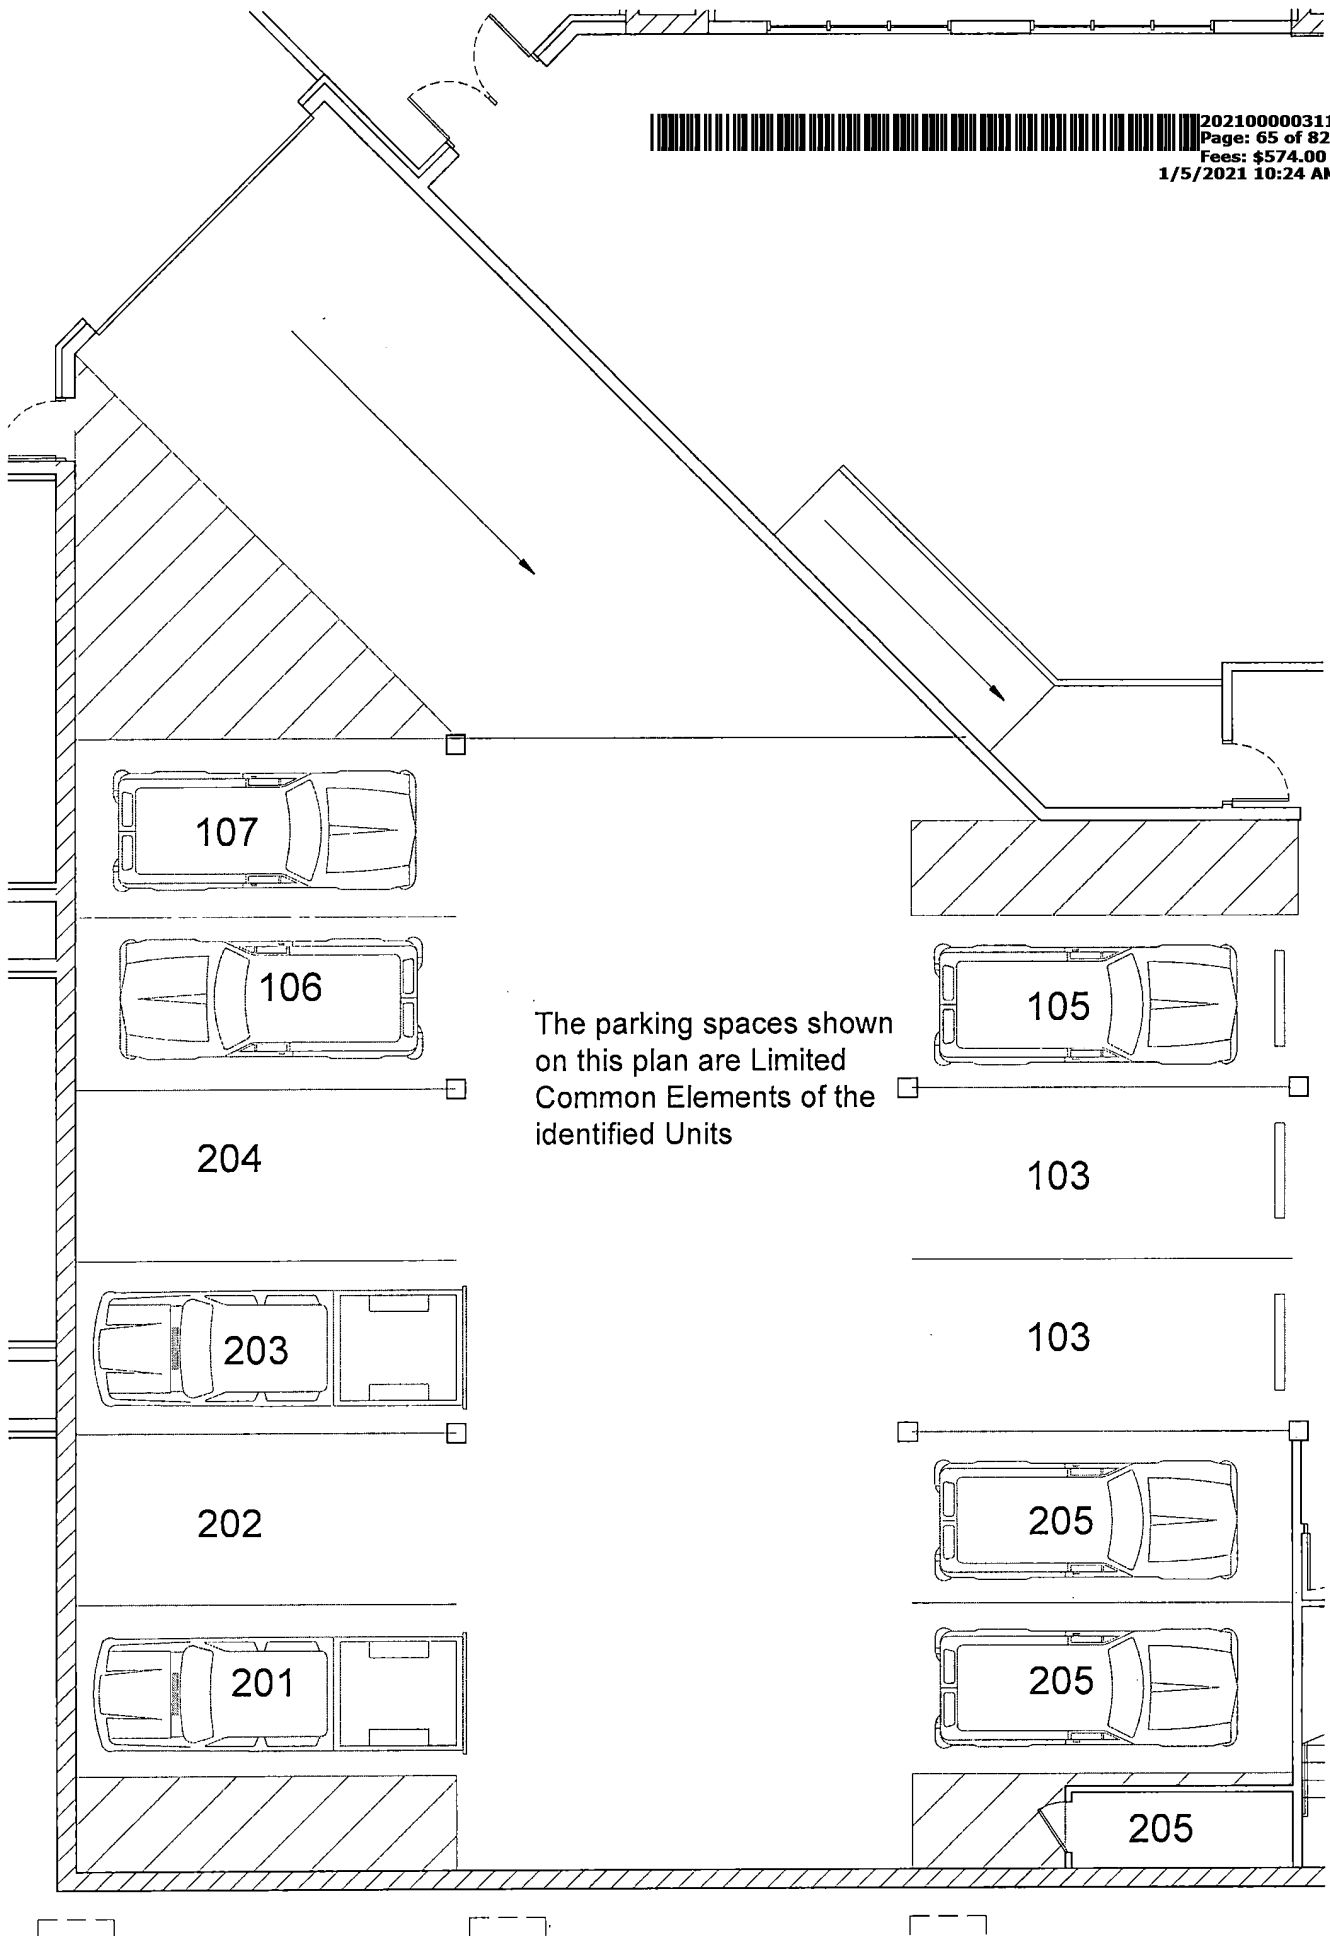 202100000311
Page: 65 of 82
Fees: $574.00
1/5/2021 10:24 AM
107
106
105
The parking spaces shown
on this plan are Limited
Common Elements of the
identified Units
204
103
203
103
202
205
201
205
205